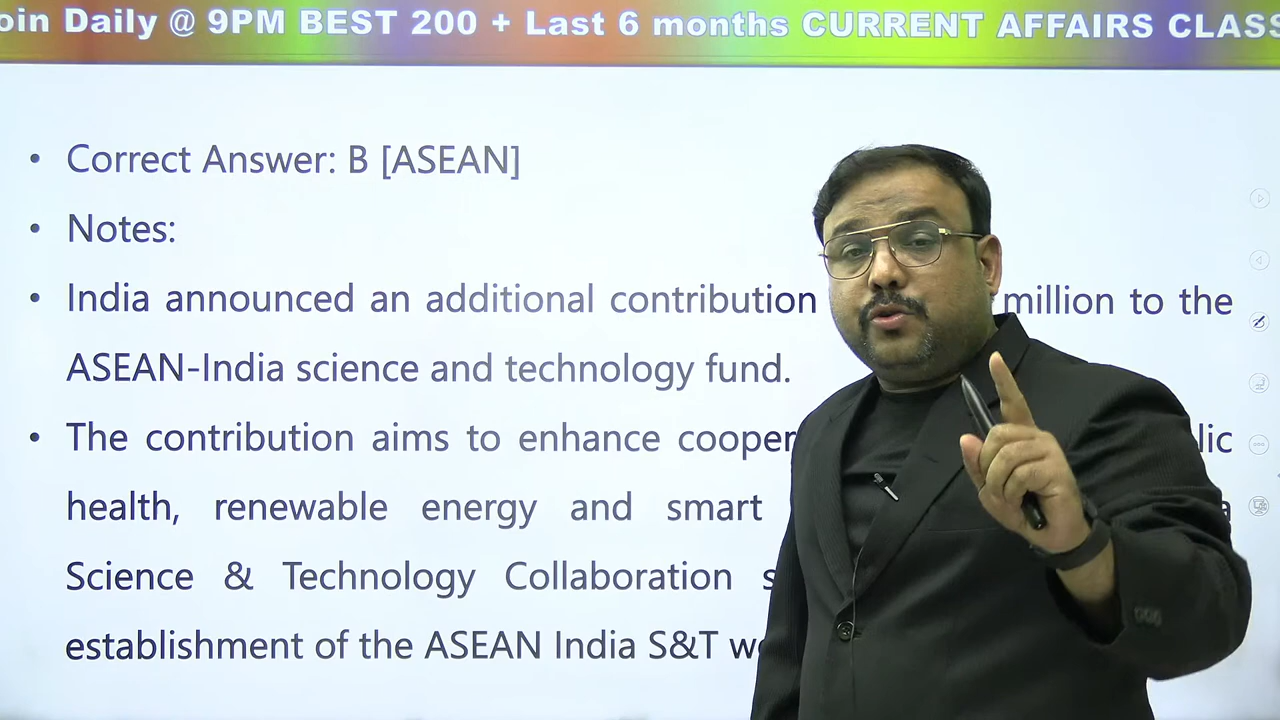 oin Daily @ 9PM BEST 200 + Last 6 months CURRENT AFFAIRS CLASS
• Correct Answer: B [ASEAN]
• Notes:
• India announced an additional contribution million to the
ASEAN-India science and technology fund.
• The contribution aims to enhance cooper lic
health, renewable energy and smart
Science & Technology Collaboration s
establishment of the ASEAN India S&T